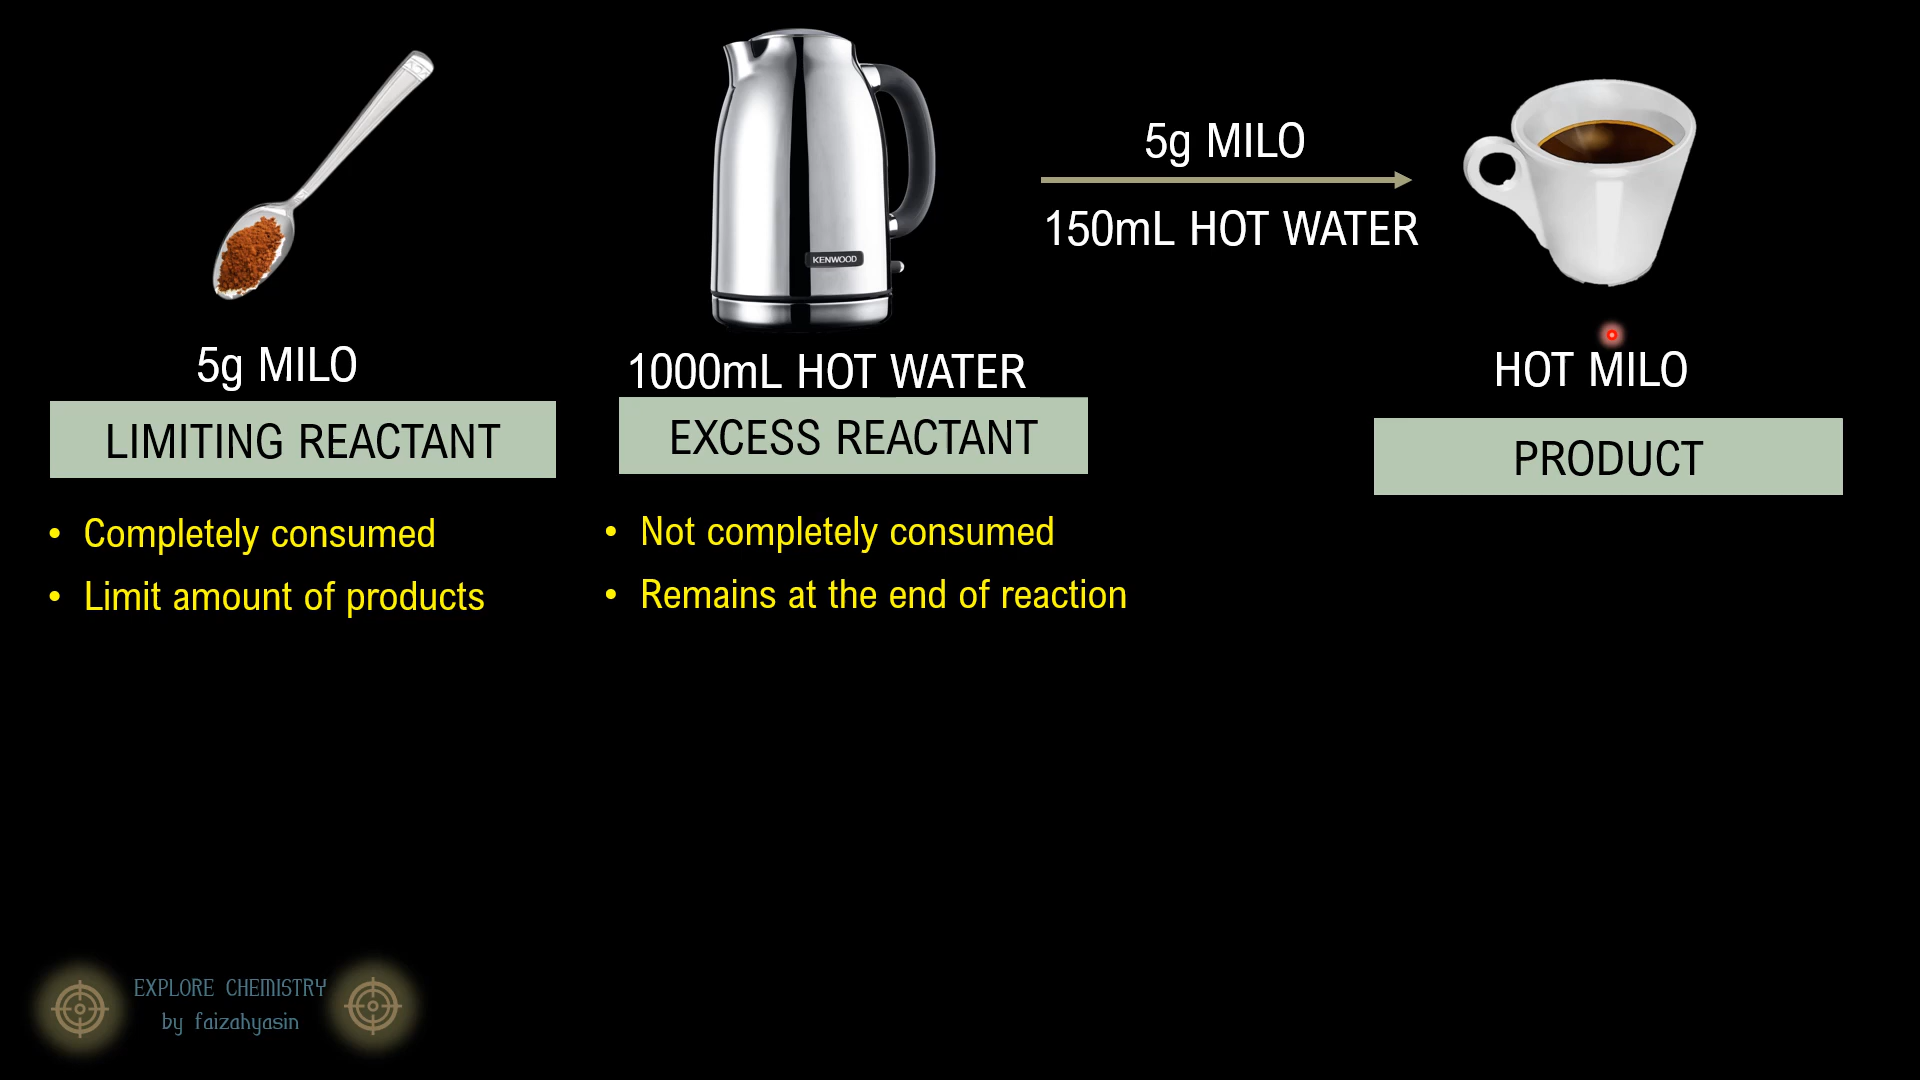 5g MILO
LIMITING REACTANT
• Completely consumed
• Limit amount of products
KENWOOD
1000mL HOT WATER
EXCESS REACTANT
• Not completely consumed
• Remains at the end of reaction
5g MILO
150mL HOT WATER
HOT MILO
PRODUCT
EXPLORE CHEMISTRY
by faizahyasin